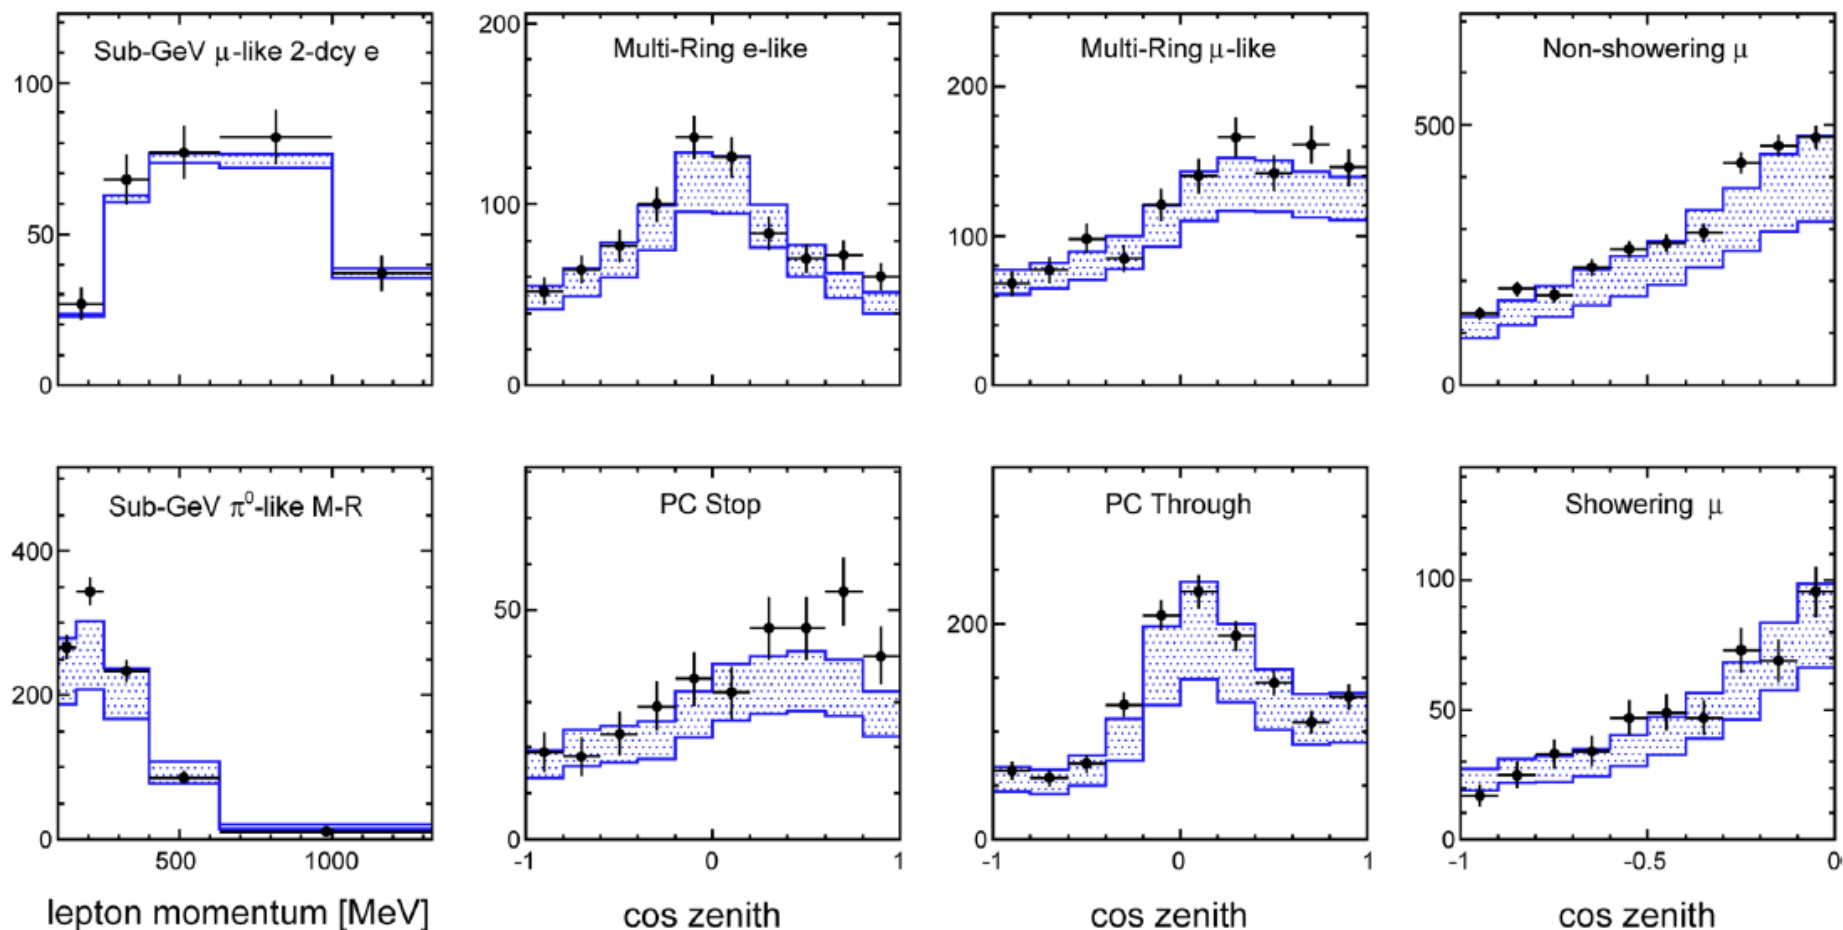 Sub-GeV μ-like 2-dcy e
100
50
0
Multi-Ring e-like
200
100
0
Multi-Ring μ-like
200
100
0
Non-showering μ
500
0
Sub-GeV π⁰-like M-R
400
200
0
500 1000
lepton momentum [MeV]
PC Stop
50
0
-1 0 1
cos zenith
PC Through
200
0
-1 0 1
cos zenith
Showering μ
100
50
0
-1 -0.5 0
cos zenith